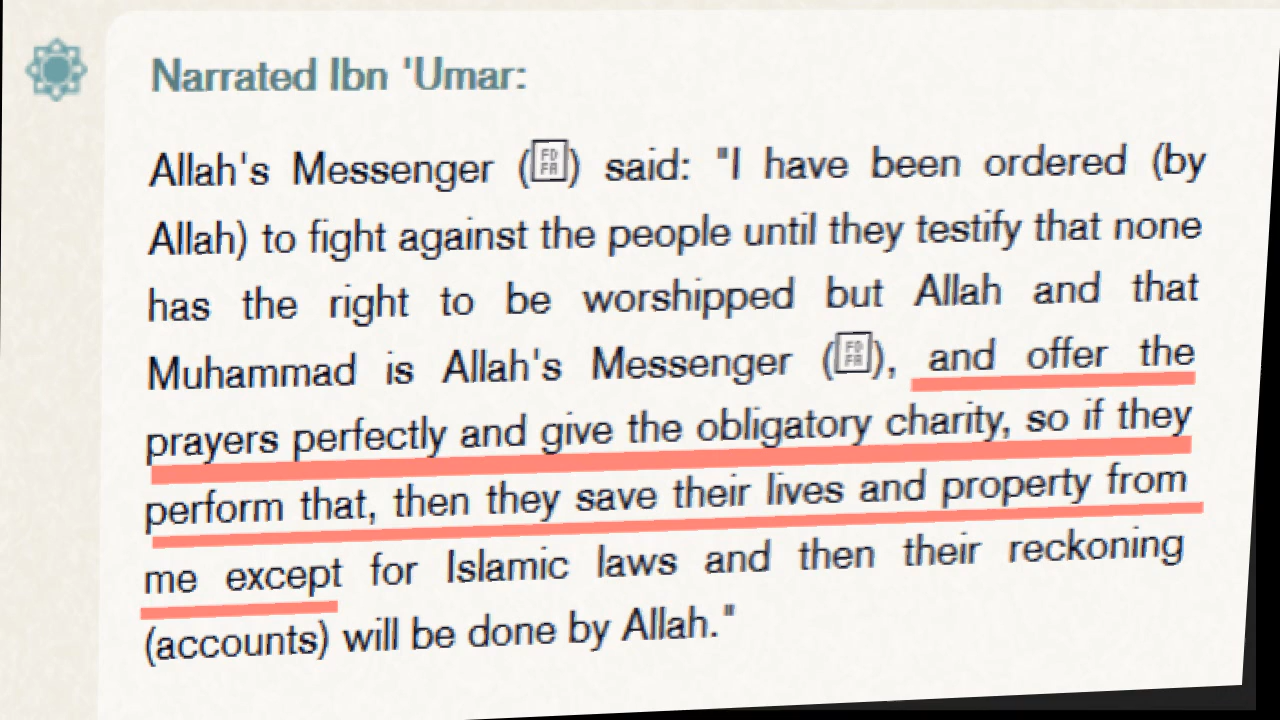 Narrated Ibn 'Umar:
Allah's Messenger (ﷺ) said: "I have been ordered (by
Allah) to fight against the people until they testify that none
has the right to be worshipped but Allah and that
Muhammad is Allah's Messenger (ﷺ), and offer the
prayers perfectly and give the obligatory charity, so if they
perform that, then they save their lives and property from
me except for Islamic laws and then their reckoning
(accounts) will be done by Allah."